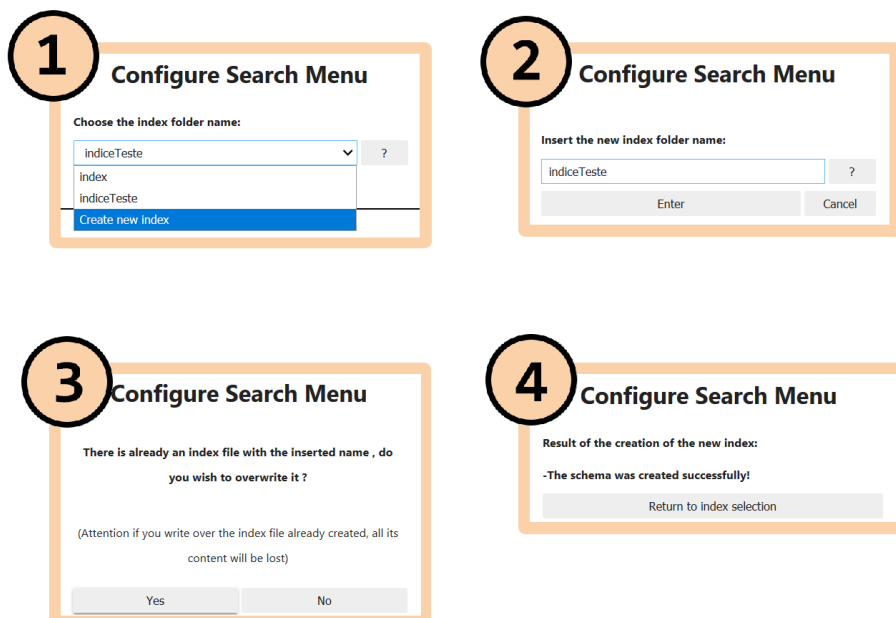 1
Configure Search Menu
Choose the index folder name:
indiceTeste
?
index
indiceTeste
Create new index
2
Configure Search Menu
Insert the new index folder name:
indiceTeste
?
Enter
Cancel
3
Configure Search Menu
There is already an index file with the inserted name , do
you wish to overwrite it ?
(Attention if you write over the index file already created, all its
content will be lost)
Yes
No
4
Configure Search Menu
Result of the creation of the new index:
-The schema was created successfully!
Return to index selection